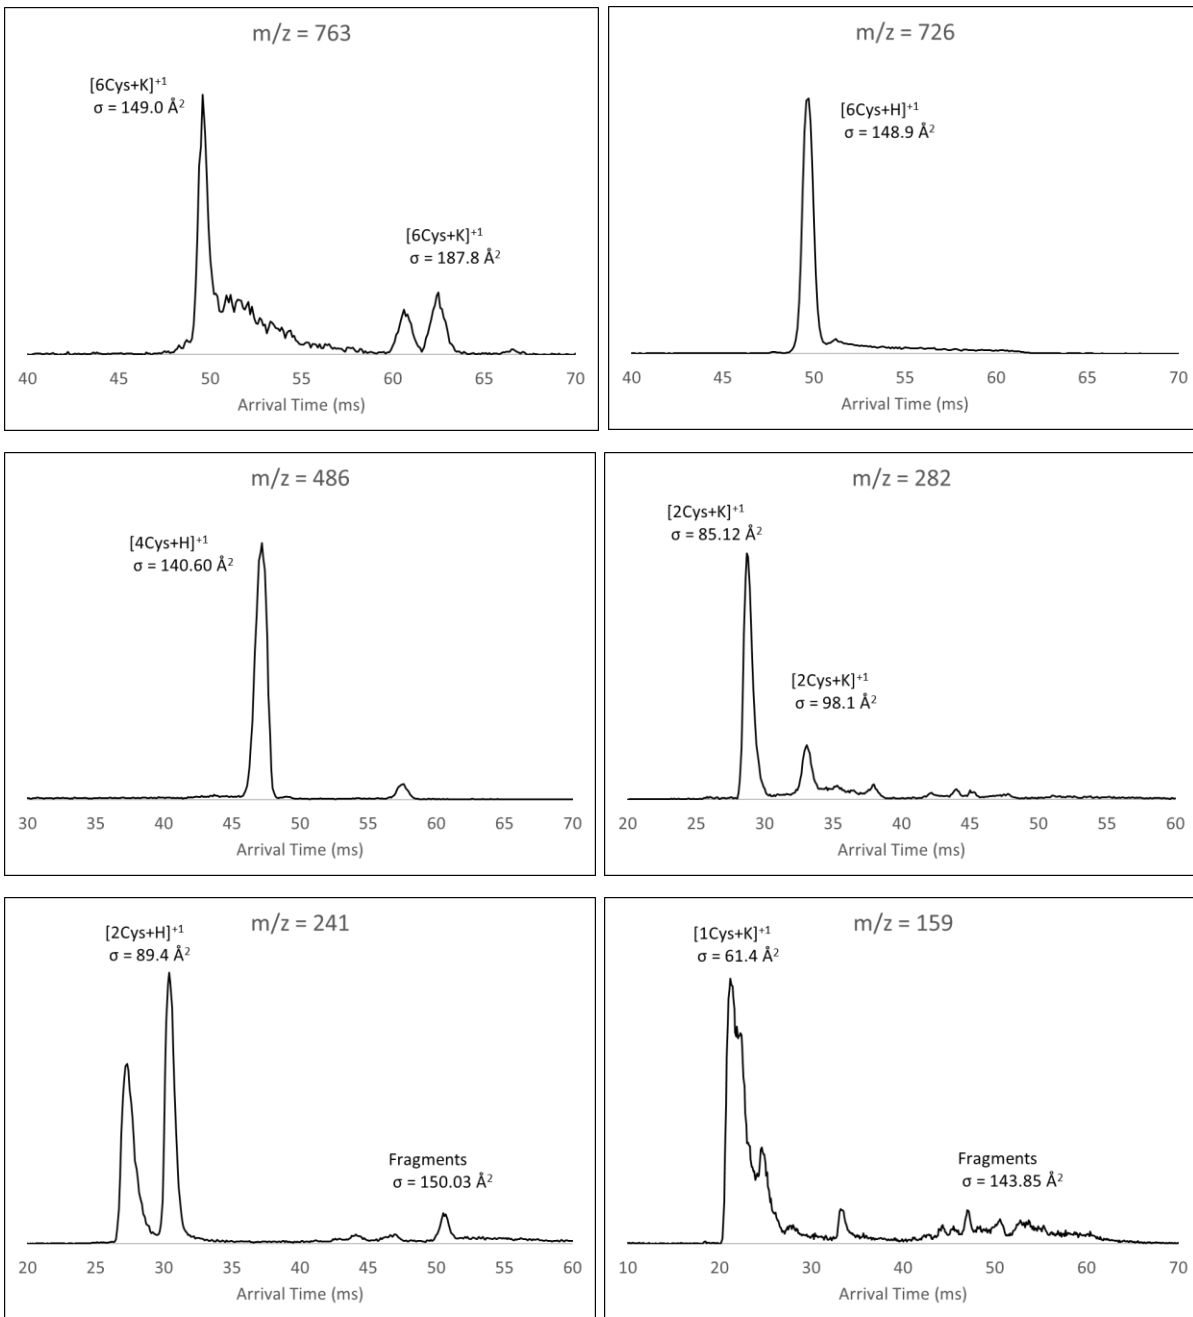 m/z = 763
[6Cys+K]⁺¹
σ = 149.0 Å²
[6Cys+K]⁺¹
σ = 187.8 Å²
40 45 50 55 60 65 70
Arrival Time (ms)
m/z = 726
[6Cys+H]⁺¹
σ = 148.9 Å²
40 45 50 55 60 65 70
Arrival Time (ms)
m/z = 486
[4Cys+H]⁺¹
σ = 140.60 Å²
30 35 40 45 50 55 60 65 70
Arrival Time (ms)
m/z = 282
[2Cys+K]⁺¹
σ = 85.12 Å²
[2Cys+K]⁺¹
σ = 98.1 Å²
20 25 30 35 40 45 50 55 60
Arrival Time (ms)
m/z = 241
[2Cys+H]⁺¹
σ = 89.4 Å²
Fragments
σ = 150.03 Å²
20 25 30 35 40 45 50 55 60
Arrival Time (ms)
m/z = 159
[1Cys+K]⁺¹
σ = 61.4 Å²
Fragments
σ = 143.85 Å²
10 20 30 40 50 60 70
Arrival Time (ms)